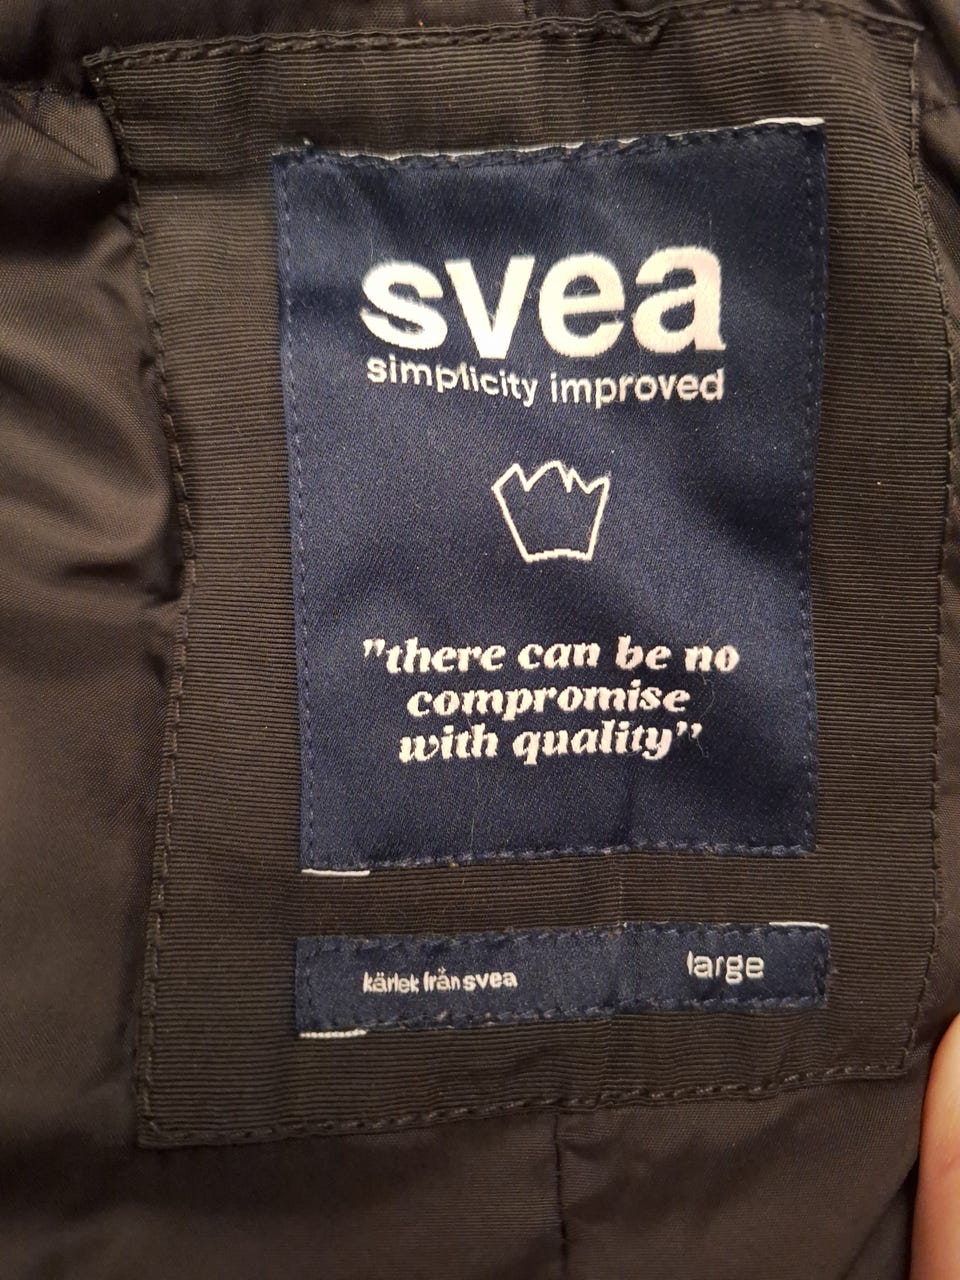 svea
simplicity improved
"there can be no
compromise
with quality"
kärlek från svea
large